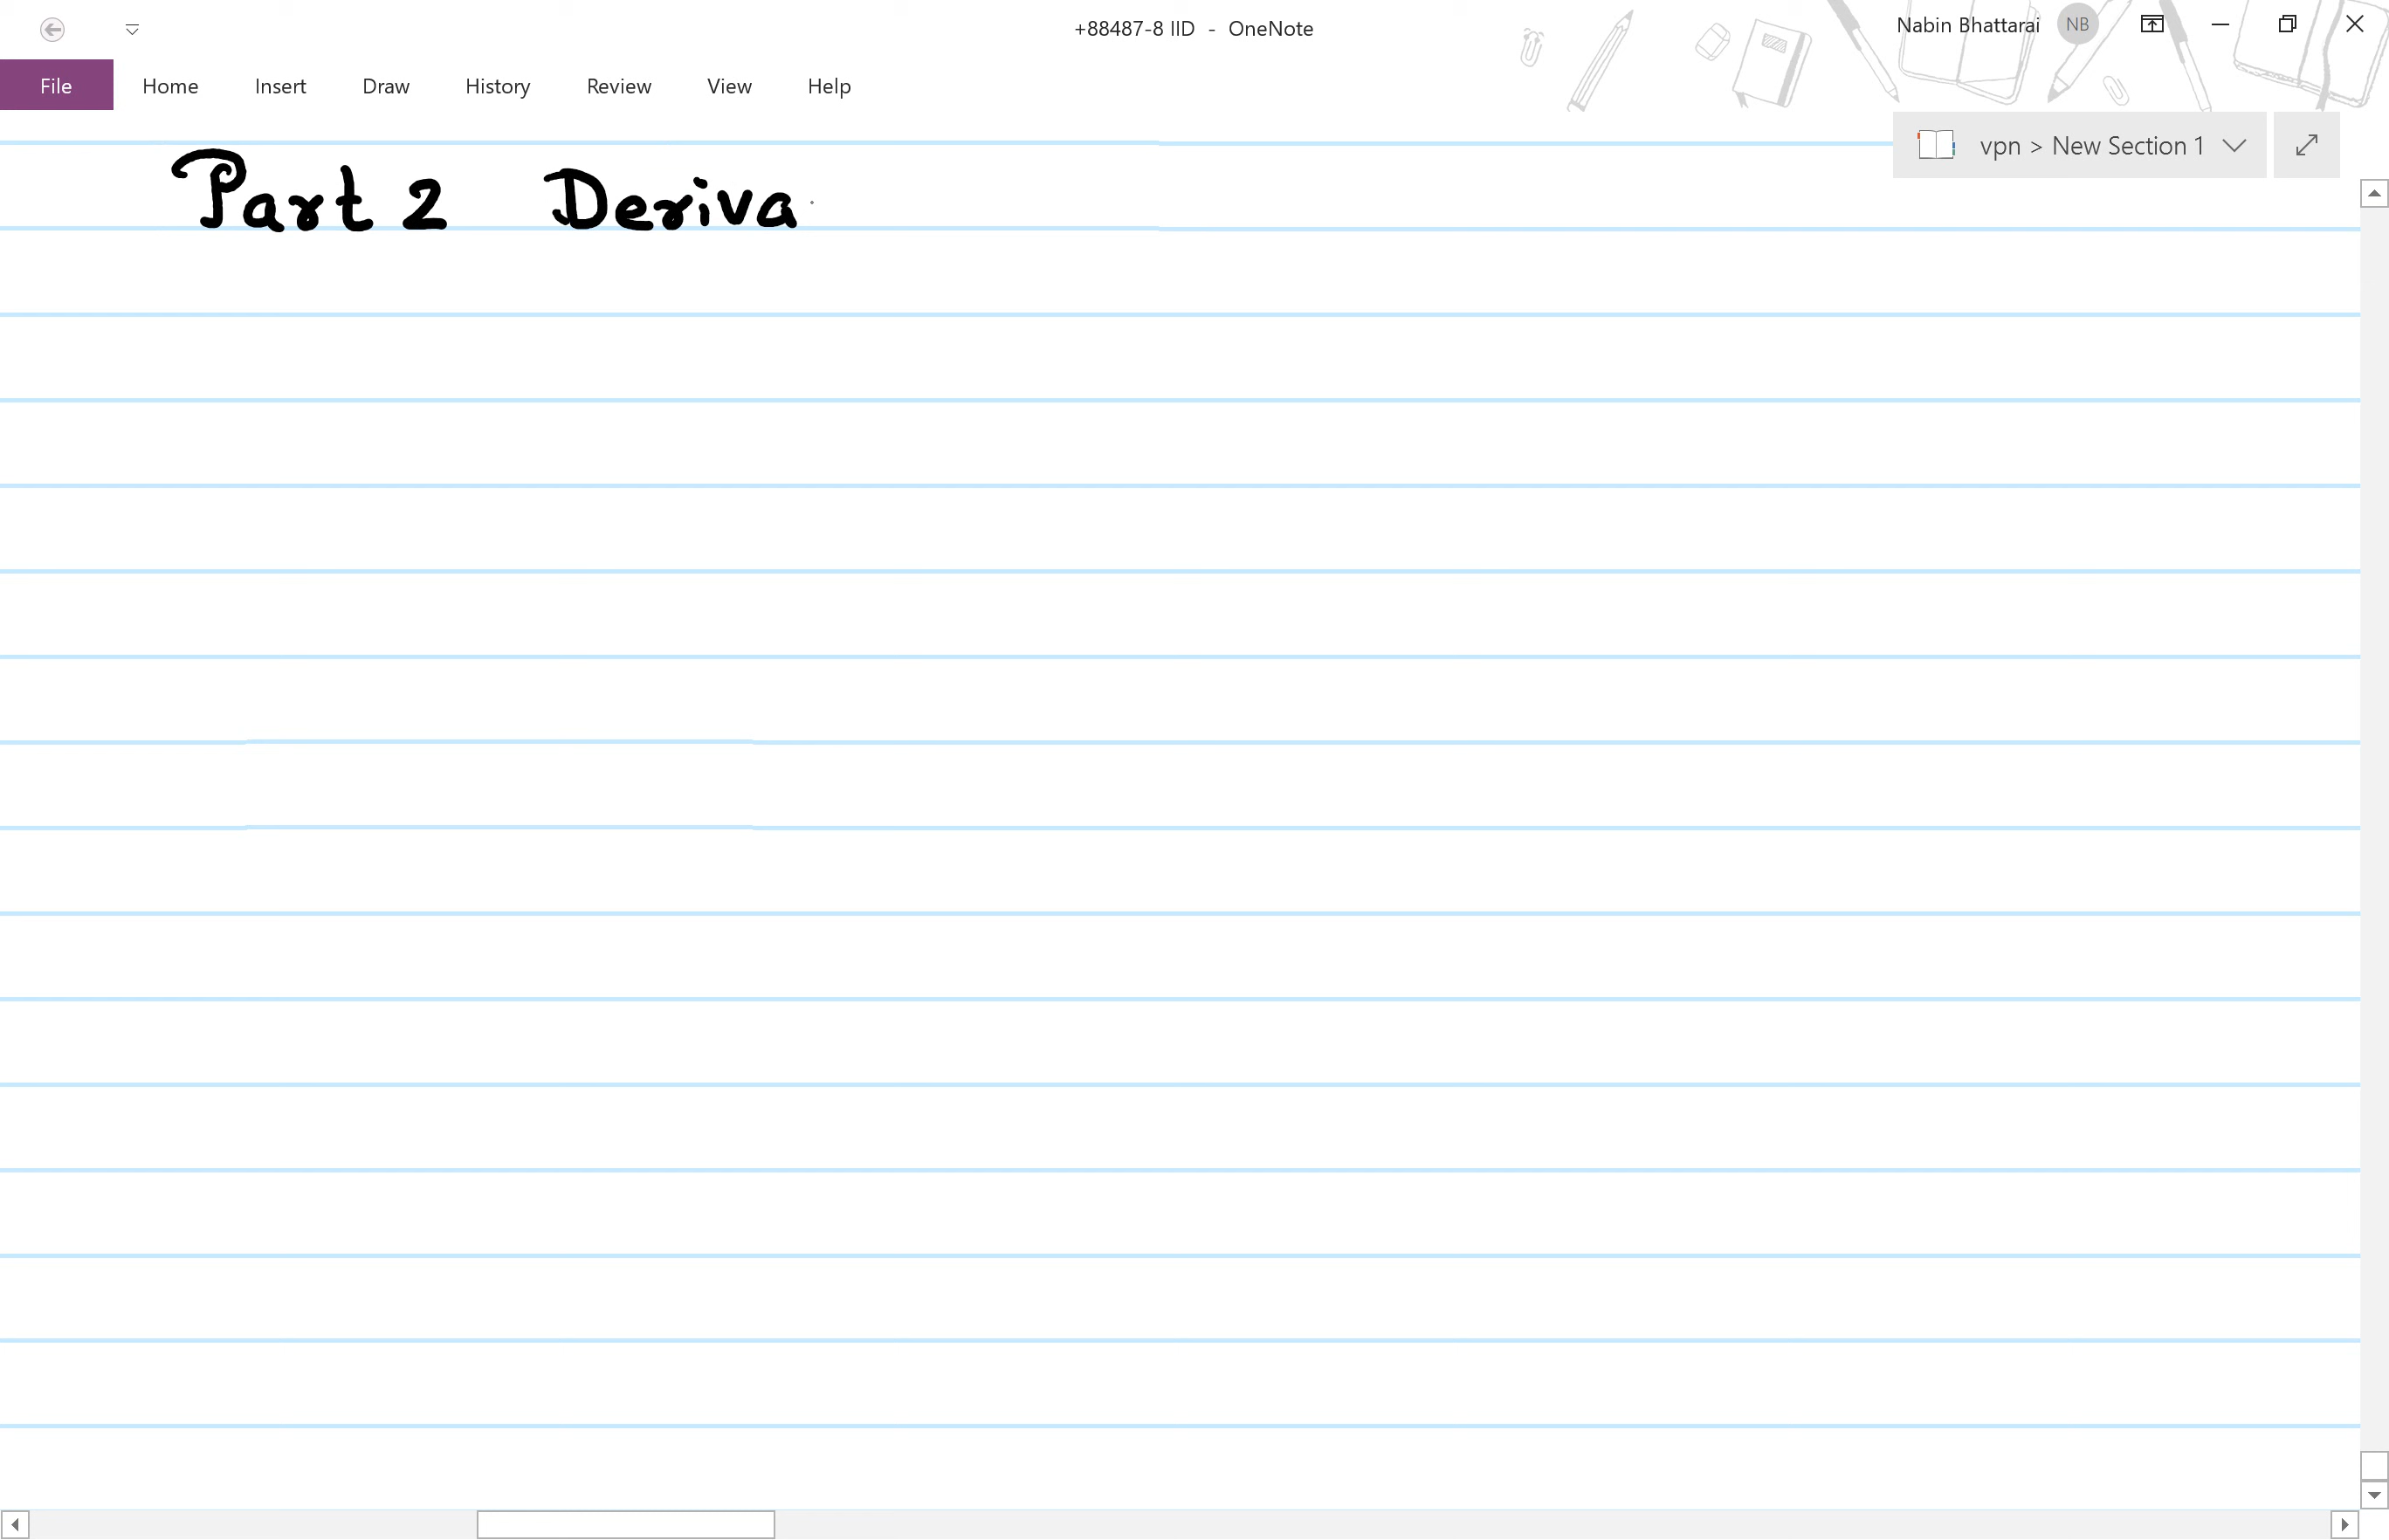 +88487-8 IID - OneNote
Nabin Bhattarai NB
File Home Insert Draw History Review View Help
vpn > New Section 1
Part 2 Deriva